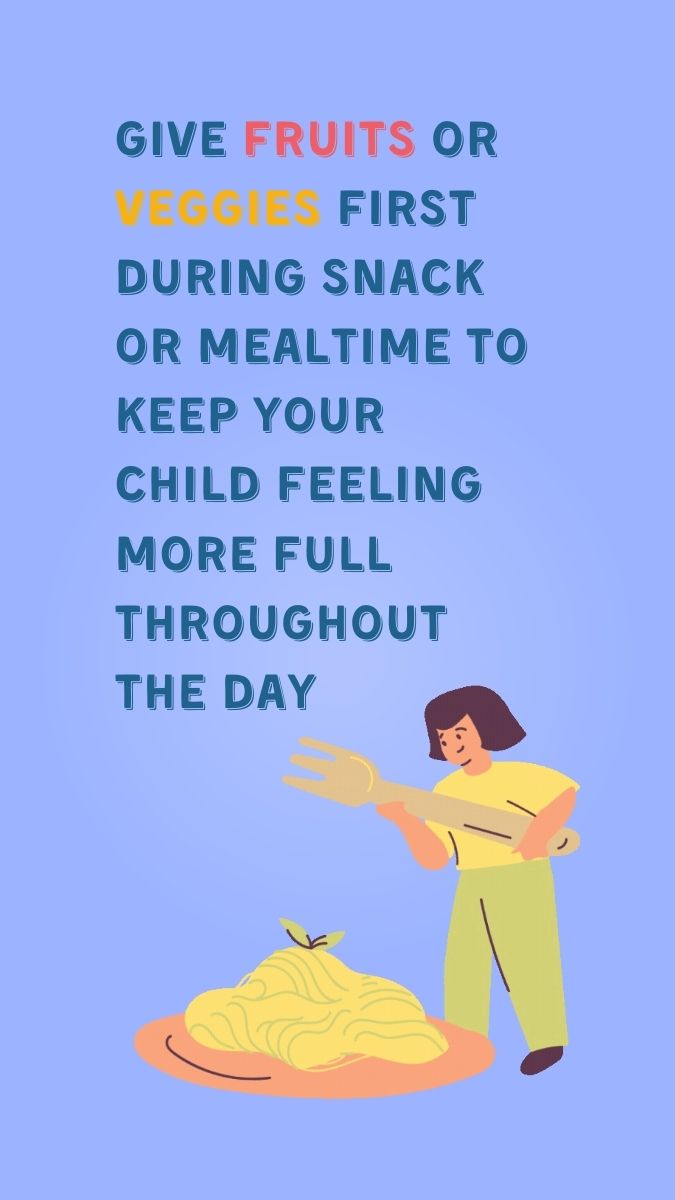 GIVE FRUITS OR
VEGGIES FIRST
DURING SNACK
OR MEALTIME TO
KEEP YOUR
CHILD FEELING
MORE FULL
THROUGHOUT
THE DAY